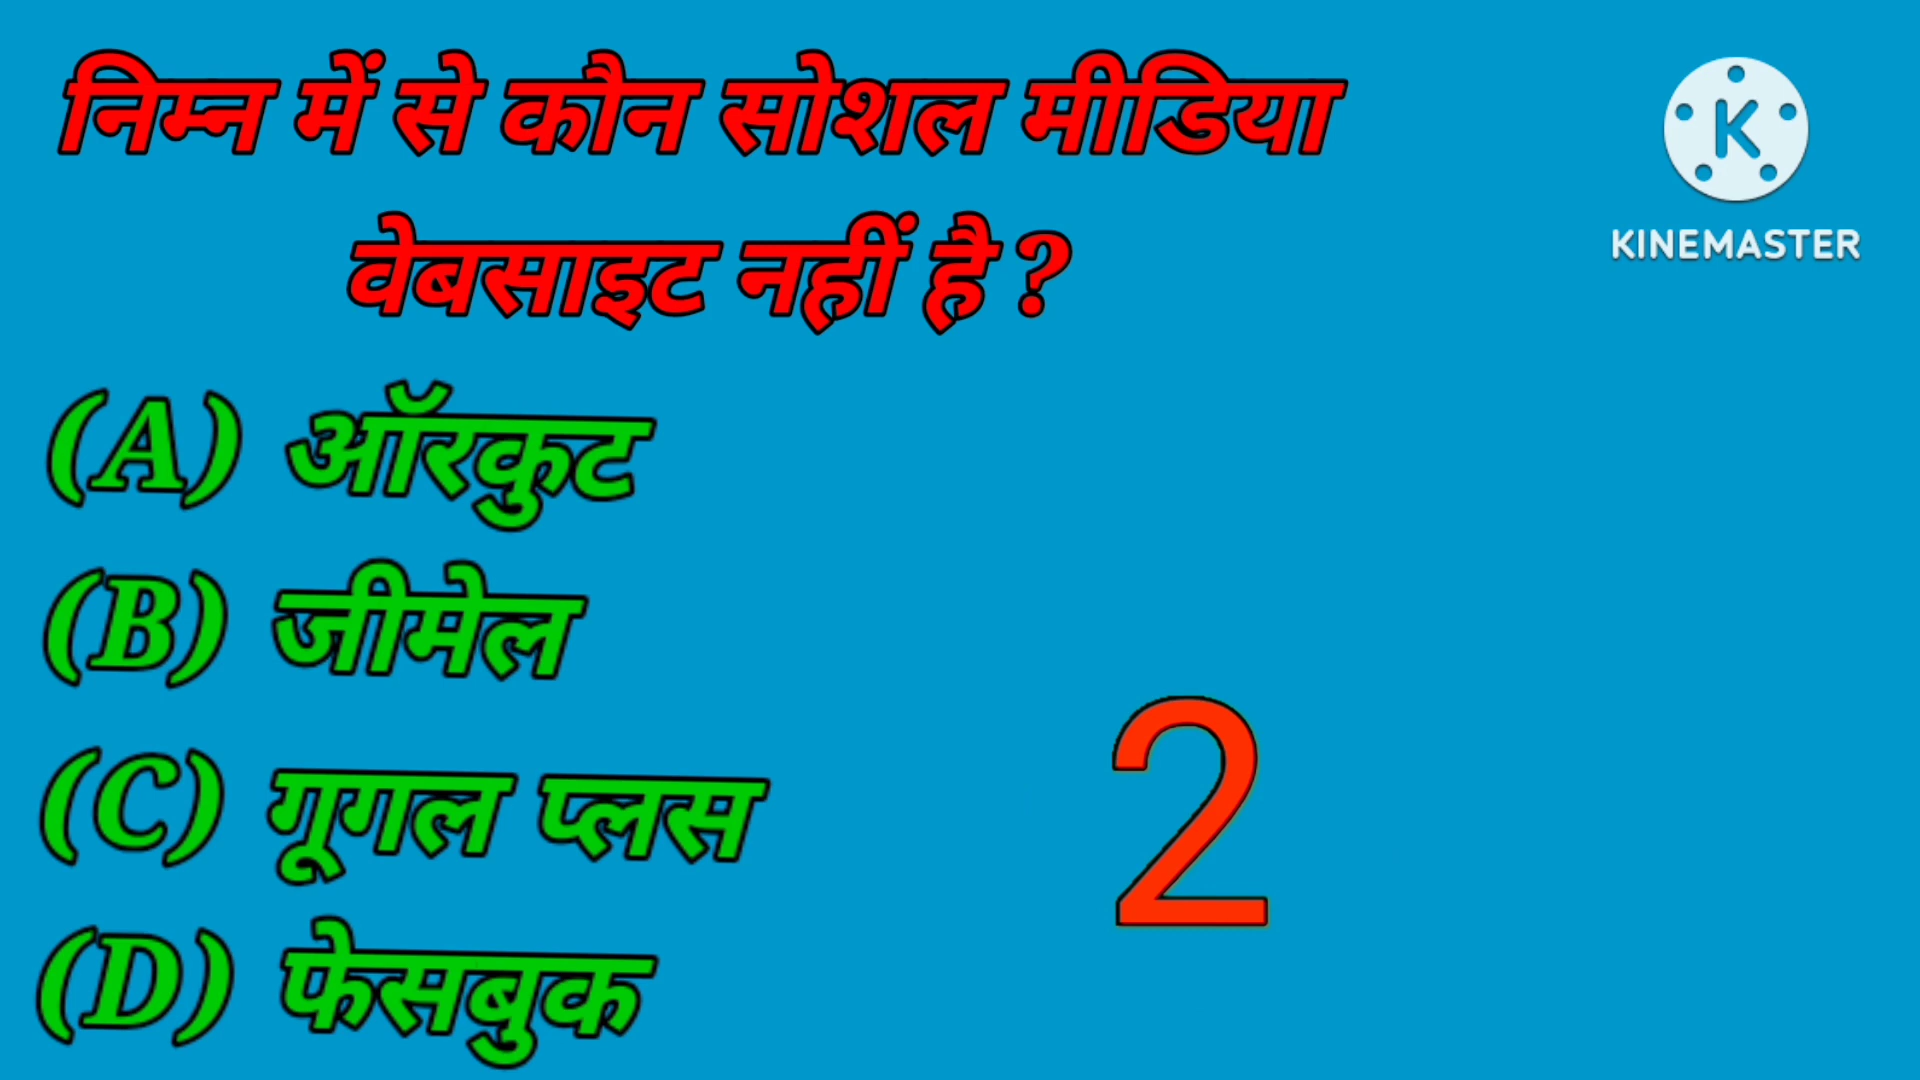 निम्न में से कौन सोशल मीडिया
वेबसाइट नहीं है ?
K
KINEMASTER
(A) ऑरकुट
(B) जीमेल
(C) गूगल प्लस
(D) फेसबुक
2